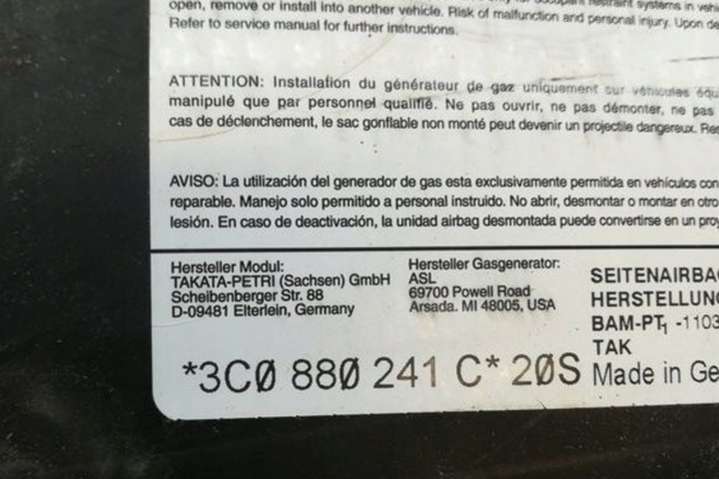 open, remove or install into another vehicle. Risk of malfunction and personal injury. Upon
Refer to service manual for further instructions.
ATTENTION: Installation du générateur de gaz uniquement sur véhicules
manipulé que par personnel qualifié. Ne pas ouvrir, ne pas démonter, ne pas
cas de déclenchement, le sac gonflable non monté peut devenir un projectile dangereux.
AVISO: La utilización del generador de gas esta exclusivamente permitida en vehículos
reparable. Manejo solo permitido a personal instruido. No abrir, desmontar o montar en otro
lesión. En caso de deactivación, la unidad airbag desmontada puede convertirse en un
Hersteller Modul:
TAKATA-PETRI (Sachsen) GmbH
Scheibenberger Str. 88
D-09481 Elterlein, Germany
Hersteller Gasgenerator:
ASL
69700 Powell Road
Arsada. MI 48005, USA
SEITENAIRBAG
HERSTELLUNG
BAM-PT1 -1103
TAK
Made in Ge
*3C0 880 241 C* 20S